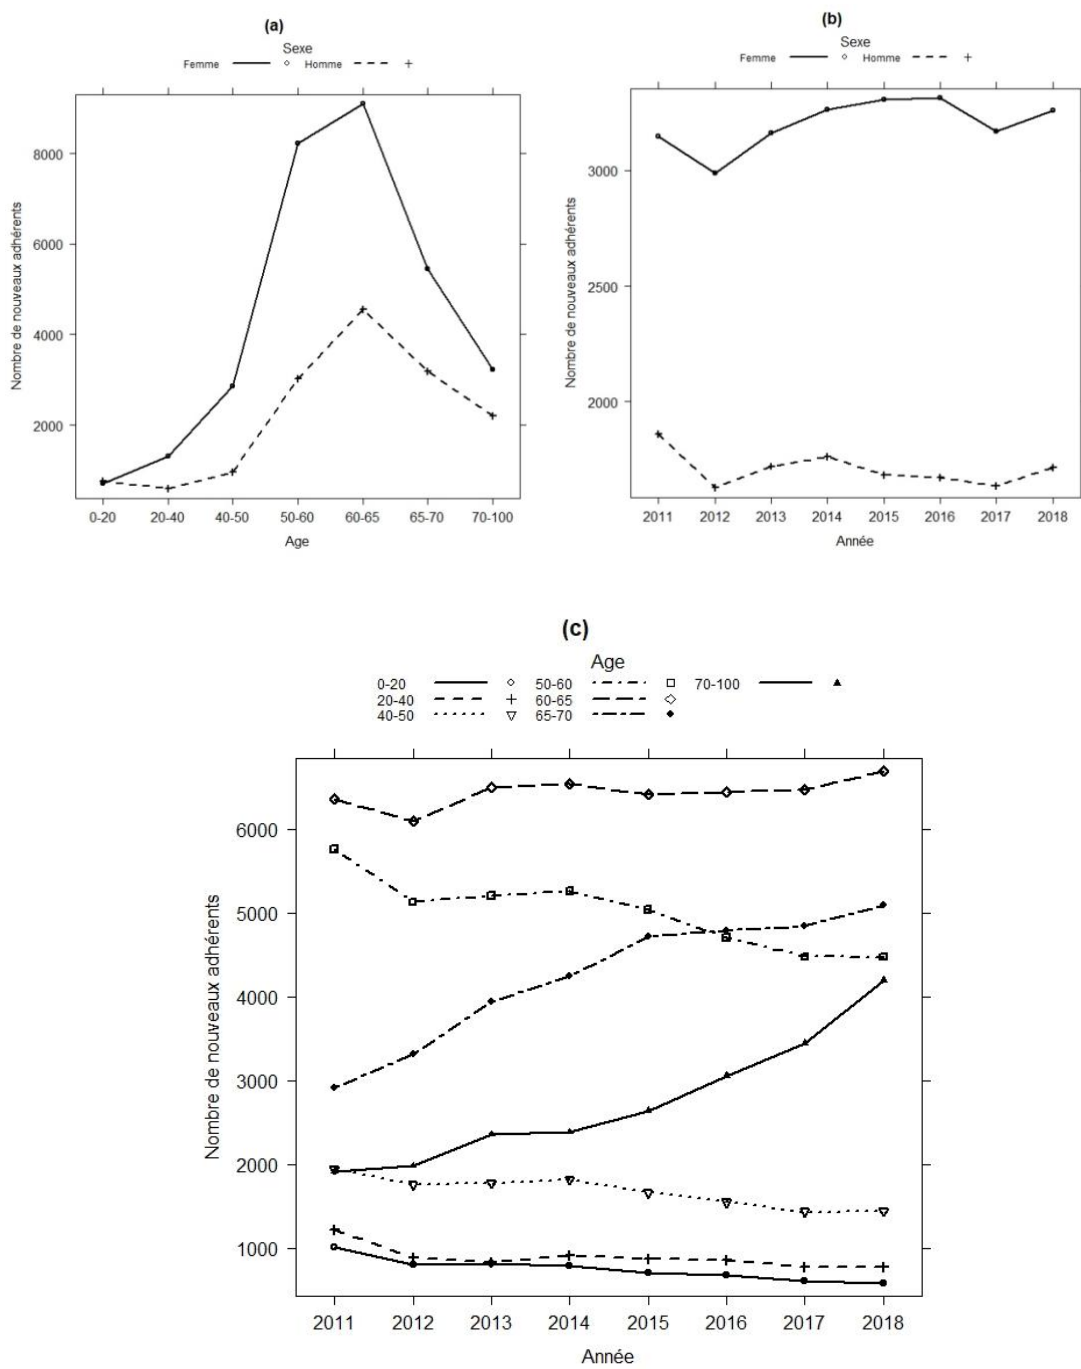 (a)
Sexe
Femme Homme
Nombre de nouveaux adhérents
8000
6000
4000
2000
0-20 20-40 40-50 50-60 60-65 65-70 70-100
Age
(b)
Sexe
Femme Homme
Nombre de nouveaux adhérents
3000
2500
2000
2011 2012 2013 2014 2015 2016 2017 2018
Année
(c)
Age
0-20 50-60 70-100
20-40 60-65
40-50 65-70
Nombre de nouveaux adhérents
6000
5000
4000
3000
2000
1000
2011 2012 2013 2014 2015 2016 2017 2018
Année